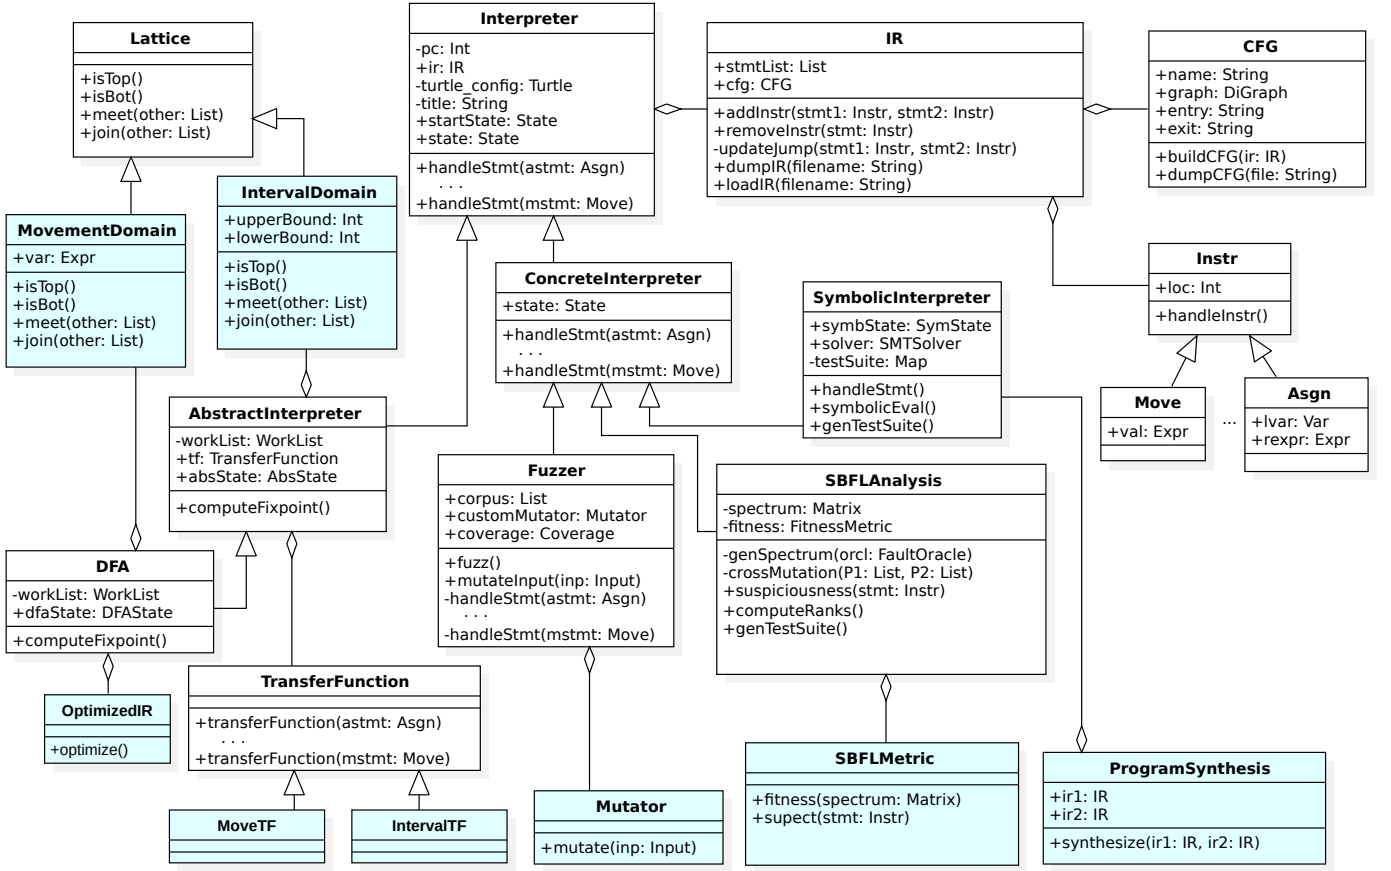 Lattice
+isTop()
+isBot()
+meet(other: List)
+join(other: List)
Interpreter
-pc: Int
+ir: IR
-turtle_config: Turtle
-title: String
+startState: State
+state: State
+handleStmt(astmt: Asgn)
. . .
+handleStmt(mstmt: Move)
IR
+stmtList: List
+cfg: CFG
+addInstr(stmt1: Instr, stmt2: Instr)
+removeInstr(stmt: Instr)
-updateJump(stmt1: Instr, stmt2: Instr)
+dumpIR(filename: String)
+loadIR(filename: String)
CFG
+name: String
+graph: DiGraph
+entry: String
+exit: String
+buildCFG(ir: IR)
+dumpCFG(file: String)
MovementDomain
+var: Expr
+isTop()
+isBot()
+meet(other: List)
+join(other: List)
IntervalDomain
+upperBound: Int
+lowerBound: Int
+isTop()
+isBot()
+meet(other: List)
+join(other: List)
ConcreteInterpreter
+state: State
+handleStmt(astmt: Asgn)
. . .
+handleStmt(mstmt: Move)
SymbolicInterpreter
+symbState: SymState
+solver: SMTSolver
-testSuite: Map
+handleStmt()
+symbolicEval()
+genTestSuite()
Instr
+loc: Int
+handleInstr()
Move
+val: Expr
...
Asgn
+lvar: Var
+rexpr: Expr
AbstractInterpreter
-workList: WorkList
+tf: TransferFunction
+absState: AbsState
+computeFixpoint()
Fuzzer
+corpus: List
+customMutator: Mutator
+coverage: Coverage
+fuzz()
+mutateInput(inp: Input)
-handleStmt(astmt: Asgn)
. . .
-handleStmt(mstmt: Move)
SBFLAnalysis
-spectrum: Matrix
-fitness: FitnessMetric
-genSpectrum(orcl: FaultOracle)
-crossMutation(P1: List, P2: List)
+suspiciousness(stmt: Instr)
+computeRanks()
+genTestSuite()
DFA
-workList: WorkList
+dfaState: DFAState
+computeFixpoint()
OptimizedIR
+optimize()
TransferFunction
+transferFunction(astmt: Asgn)
. . .
+transferFunction(mstmt: Move)
MoveTF
IntervalTF
Mutator
+mutate(inp: Input)
SBFLMetric
+fitness(spectrum: Matrix)
+supect(stmt: Instr)
ProgramSynthesis
+ir1: IR
+ir2: IR
+synthesize(ir1: IR, ir2: IR)